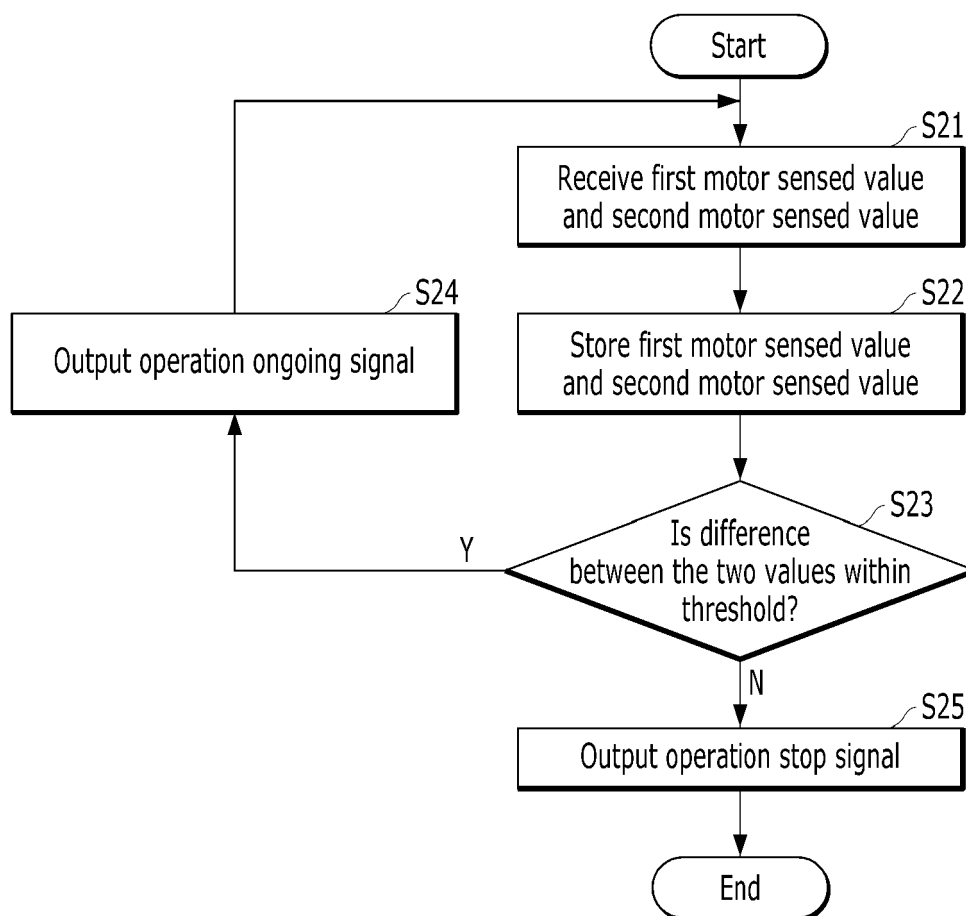 Start
S21
Receive first motor sensed value
and second motor sensed value
S24
Output operation ongoing signal
S22
Store first motor sensed value
and second motor sensed value
S23
Is difference
between the two values within
threshold?
Y
N
S25
Output operation stop signal
End